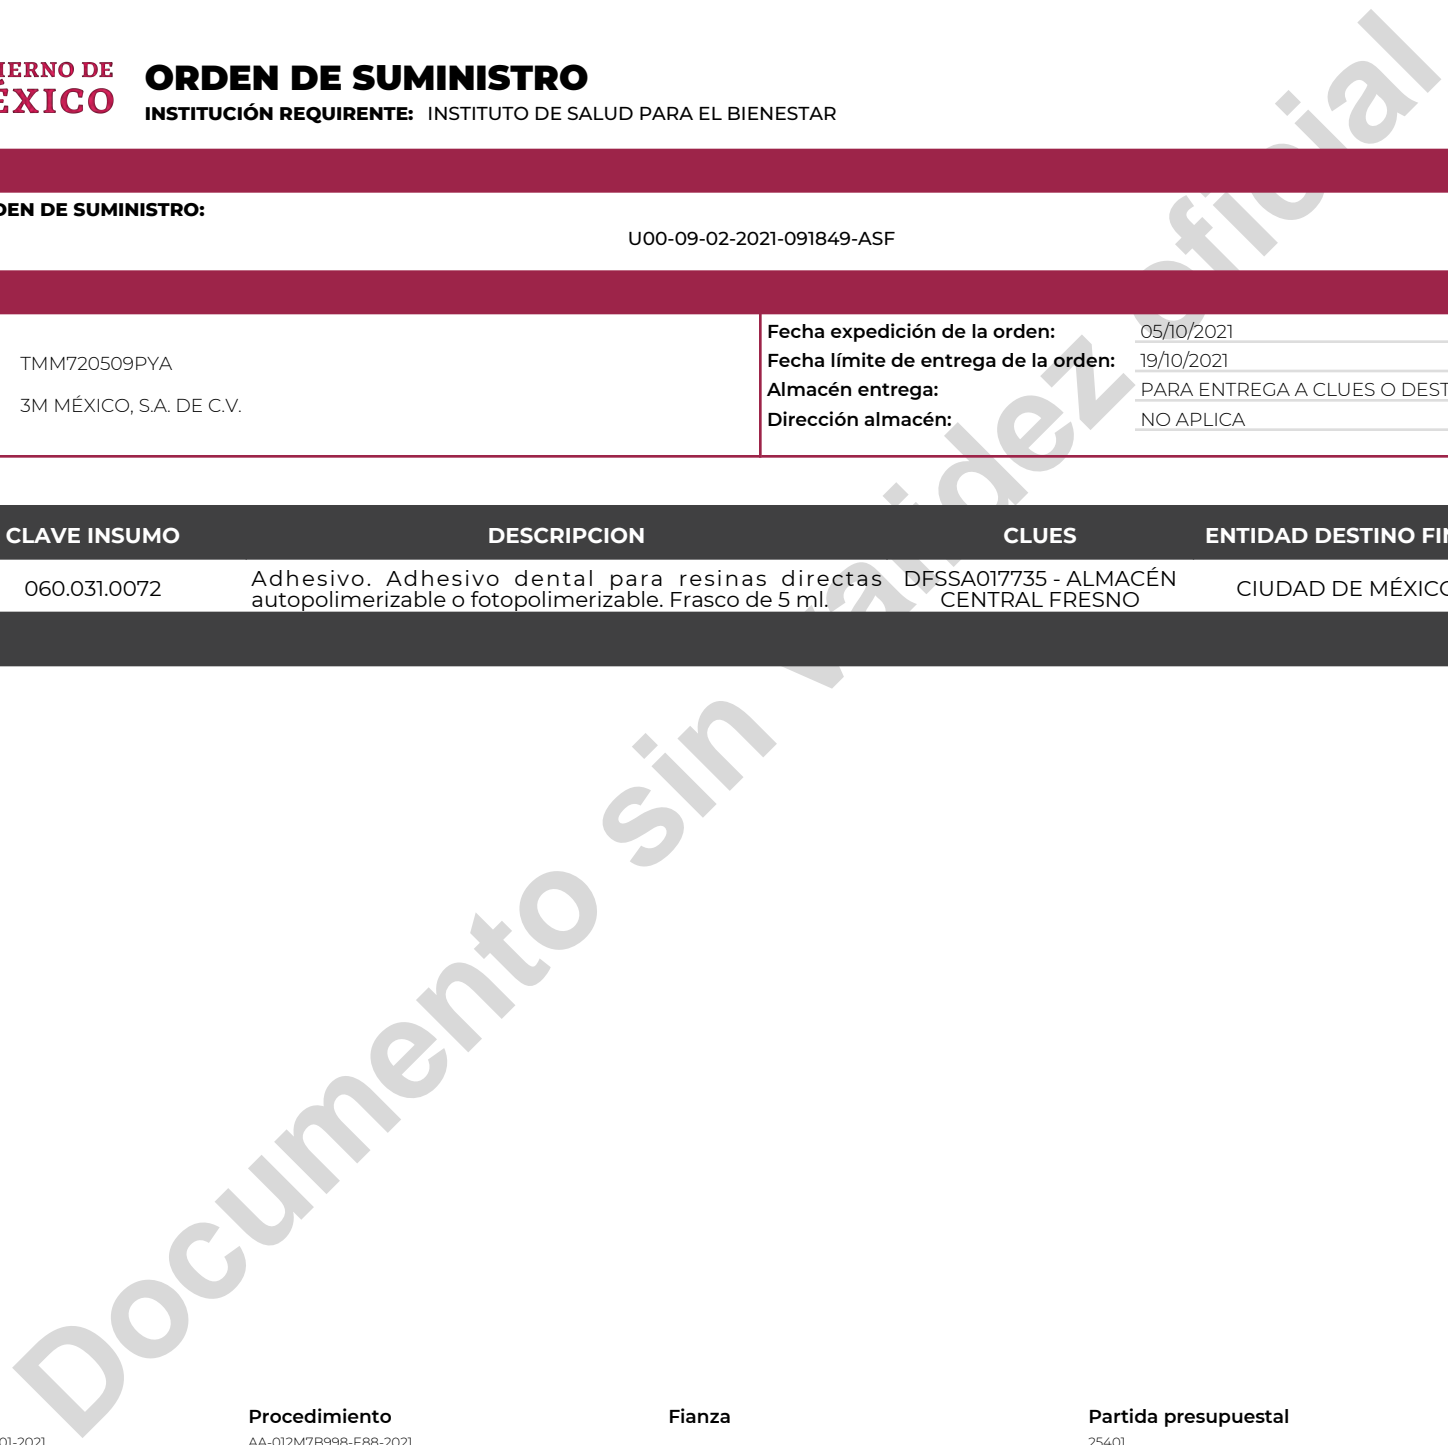 IERNO DE
ÉXICO
ORDEN DE SUMINISTRO
INSTITUCIÓN REQUIRENTE: INSTITUTO DE SALUD PARA EL BIENESTAR
DEN DE SUMINISTRO:
U00-09-02-2021-091849-ASF
TMM720509PYA
3M MÉXICO, S.A. DE C.V.
Fecha expedición de la orden: 05/10/2021
Fecha límite de entrega de la orden: 19/10/2021
Almacén entrega: PARA ENTREGA A CLUES O DEST
Dirección almacén: NO APLICA
CLAVE INSUMO DESCRIPCION CLUES ENTIDAD DESTINO FIN
060.031.0072
Adhesivo. Adhesivo dental para resinas directas
autopolimerizable o fotopolimerizable. Frasco de 5 ml.
DFSSA017735 - ALMACÉN
CENTRAL FRESNO
CIUDAD DE MÉXICO
Documento sin validez oficial
Procedimiento Fianza Partida presupuestal
01-2021 AA-012M7B998-E88-2021 25401